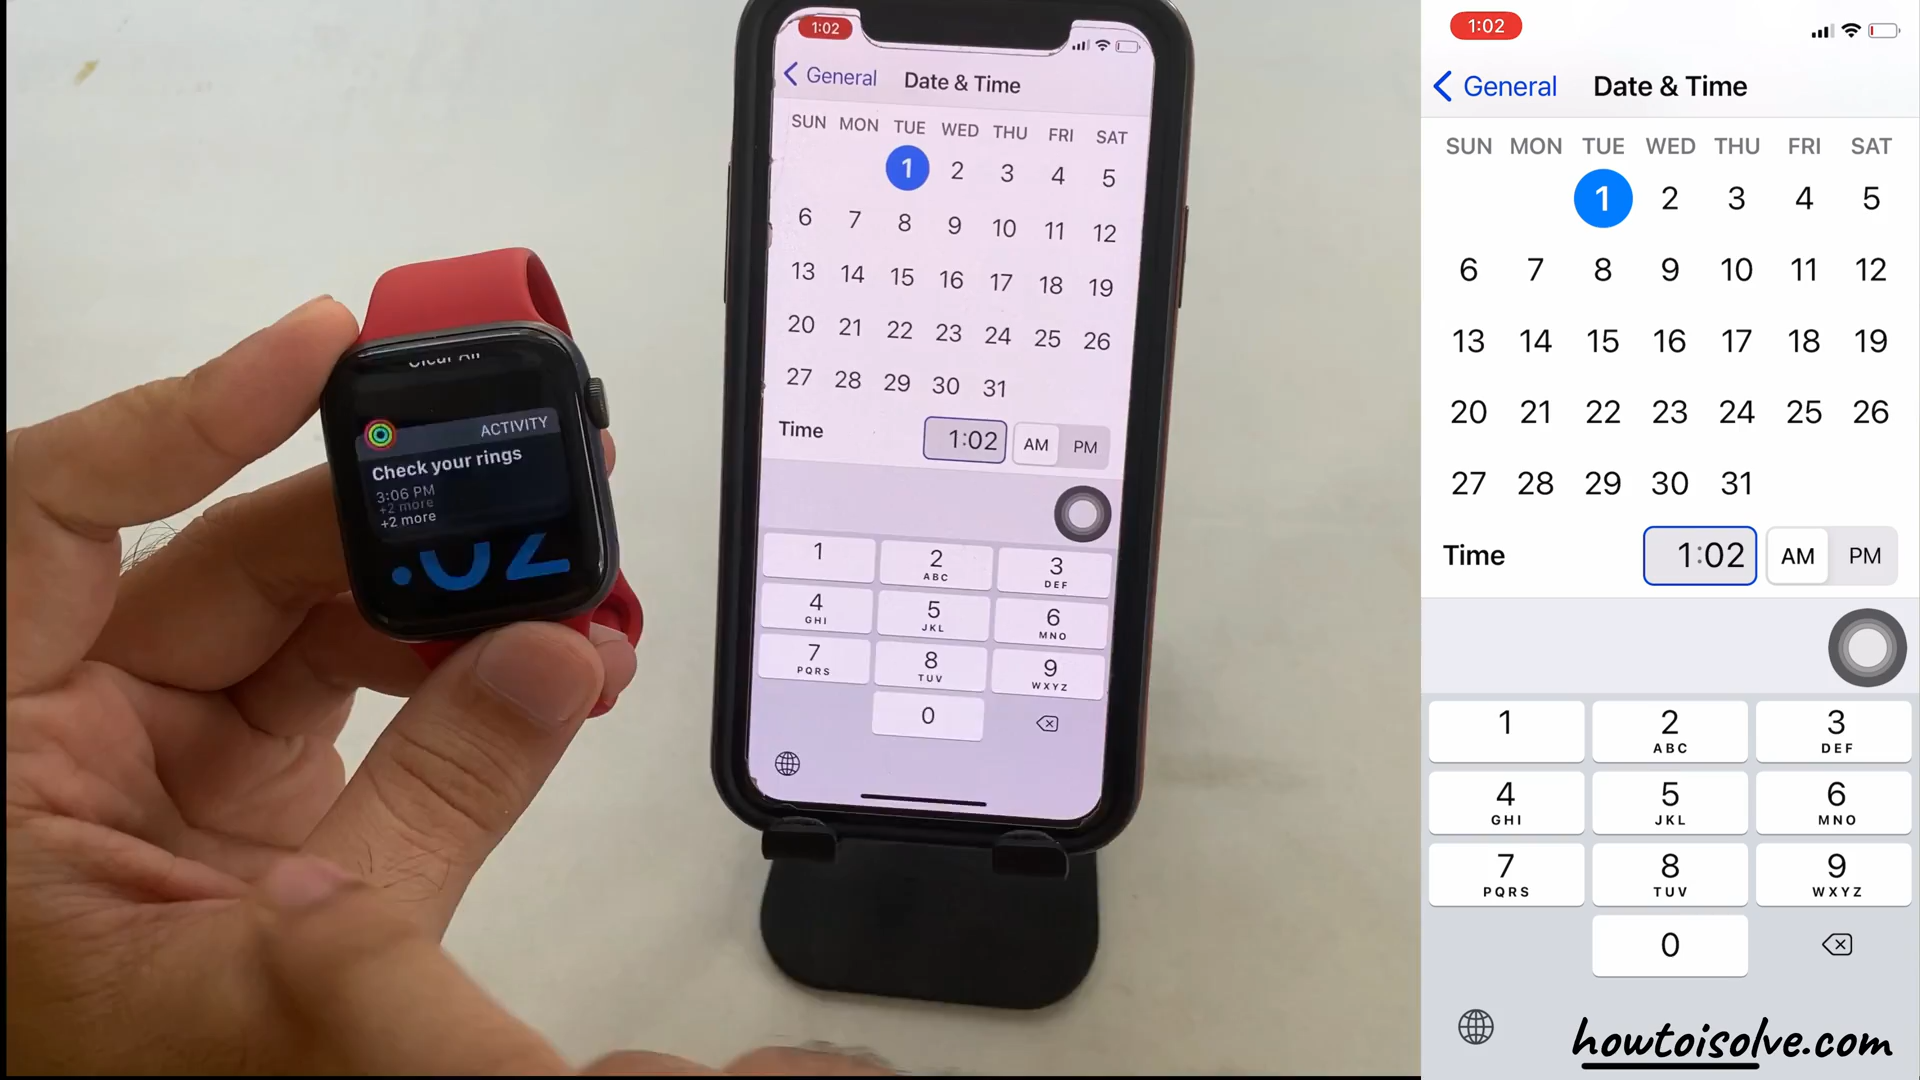 Clear All
ACTIVITY
Check your rings
3:06 PM
+2 more
+2 more
:02
1:02
General
Date & Time
SUN MON TUE WED THU FRI SAT
1 2 3 4 5
6 7 8 9 10 11 12
13 14 15 16 17 18 19
20 21 22 23 24 25 26
27 28 29 30 31
Time 1:02 AM PM
1 2 3
ABC DEF
4 5 6
GHI JKL MNO
7 8 9
PQRS TUV WXYZ
0
1:02
General
Date & Time
SUN MON TUE WED THU FRI SAT
1 2 3 4 5
6 7 8 9 10 11 12
13 14 15 16 17 18 19
20 21 22 23 24 25 26
27 28 29 30 31
Time 1:02 AM PM
1 2 3
ABC DEF
4 5 6
GHI JKL MNO
7 8 9
PQRS TUV WXYZ
0
howtoisolve.com